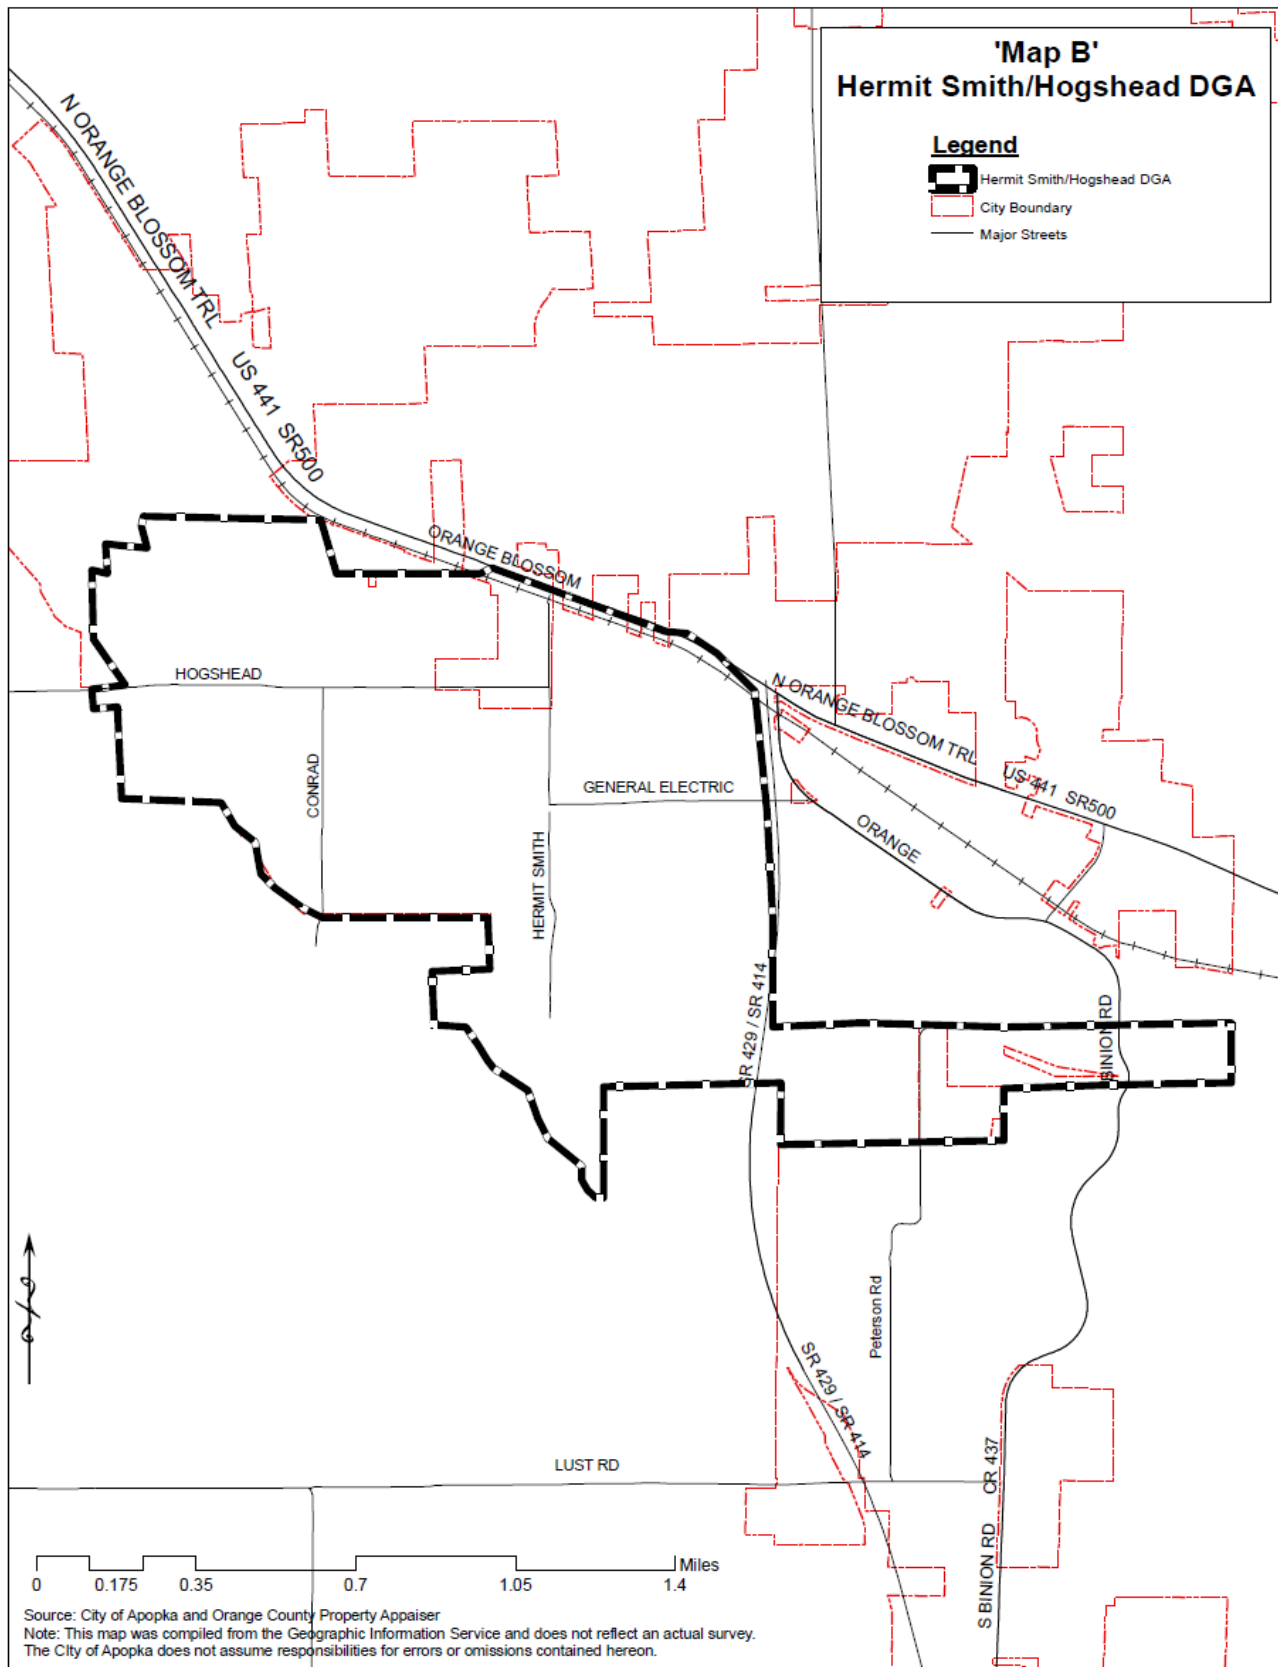 'Map B'
Hermit Smith/Hogshead DGA
Legend
Hermit Smith/Hogshead DGA
City Boundary
Major Streets
N ORANGE BLOSSOM TRL
US 441 SR500
ORANGE BLOSSOM
HOGSHEAD
N ORANGE BLOSSOM TRL
US 441 SR500
CONRAD
GENERAL ELECTRIC
ORANGE
HERMIT SMITH
SR 429 / SR 414
BINION RD
Peterson Rd
SR 429 / SR 414
LUST RD
CR 437
S BINION RD
Miles
0 0.175 0.35 0.7 1.05 1.4
Source: City of Apopka and Orange County Property Appaiser
Note: This map was compiled from the Geographic Information Service and does not reflect an actual survey.
The CIty of Apopka does not assume responsibilities for errors or omissions contained hereon.